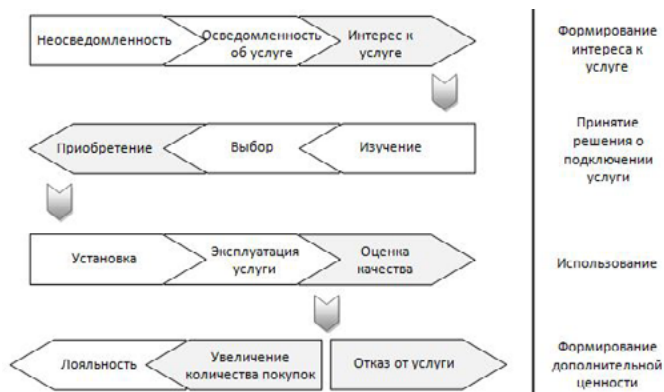 Неосведомленность
Осведомленность
об услуге
Интерес к
услуге
Формирование
интереса к
услуге
Приобретение
Выбор
Изучение
Принятие
решения о
подключении
услуги
Установка
Эксплуатация
услуги
Оценка
качества
Использование
Лояльность
Увеличение
количества покупок
Отказ от услуги
Формирование
дополнительной
ценности